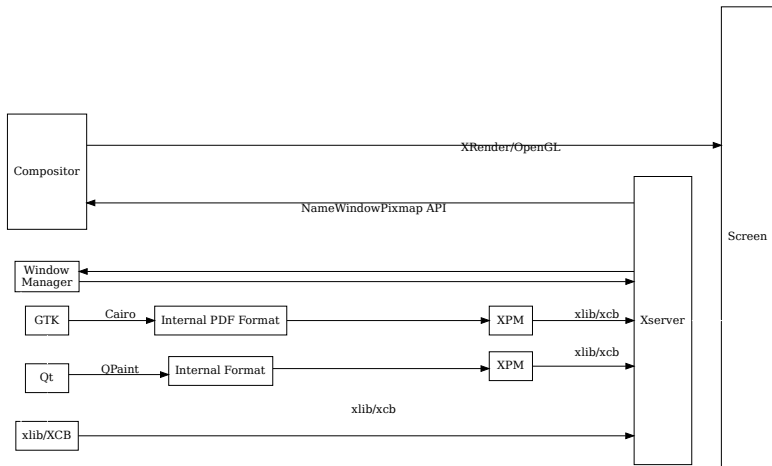 XRender/OpenGL
Compositor
NameWindowPixmap API
Screen
Window
Manager
GTK
Cairo
Internal PDF Format
XPM
xlib/xcb
Xserver
Qt
QPaint
Internal Format
XPM
xlib/xcb
xlib/xcb
xlib/XCB